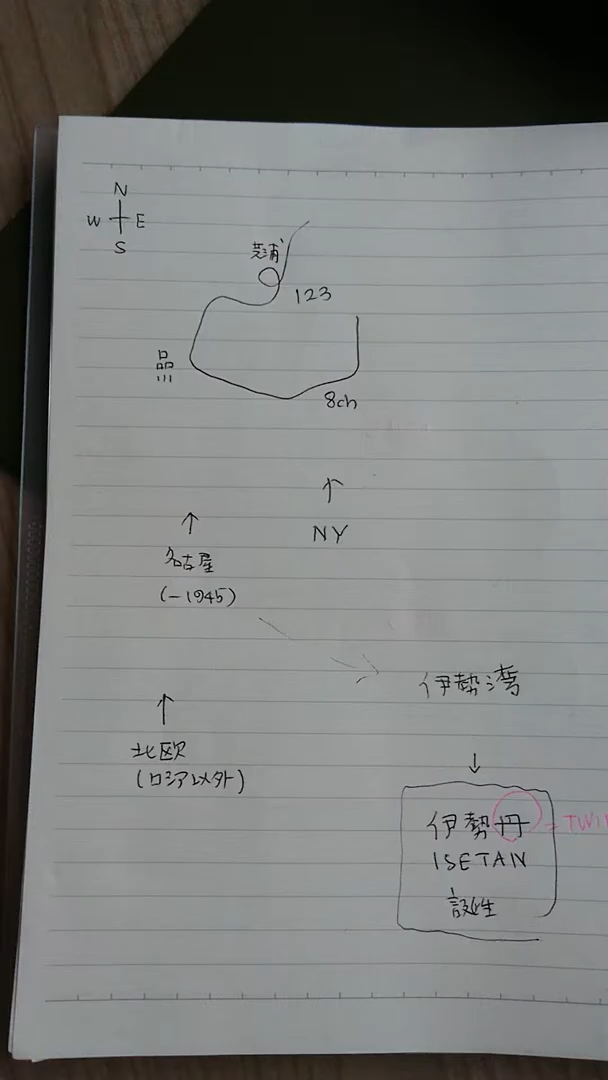 N
W E
S
芝浦
123
品川
8ch
↑
NY
↑
名古屋
(-1945)
伊勢湾
↑
北欧
(ロシア以外)
↓
伊勢丹
ISETAN
誕生
= TWI